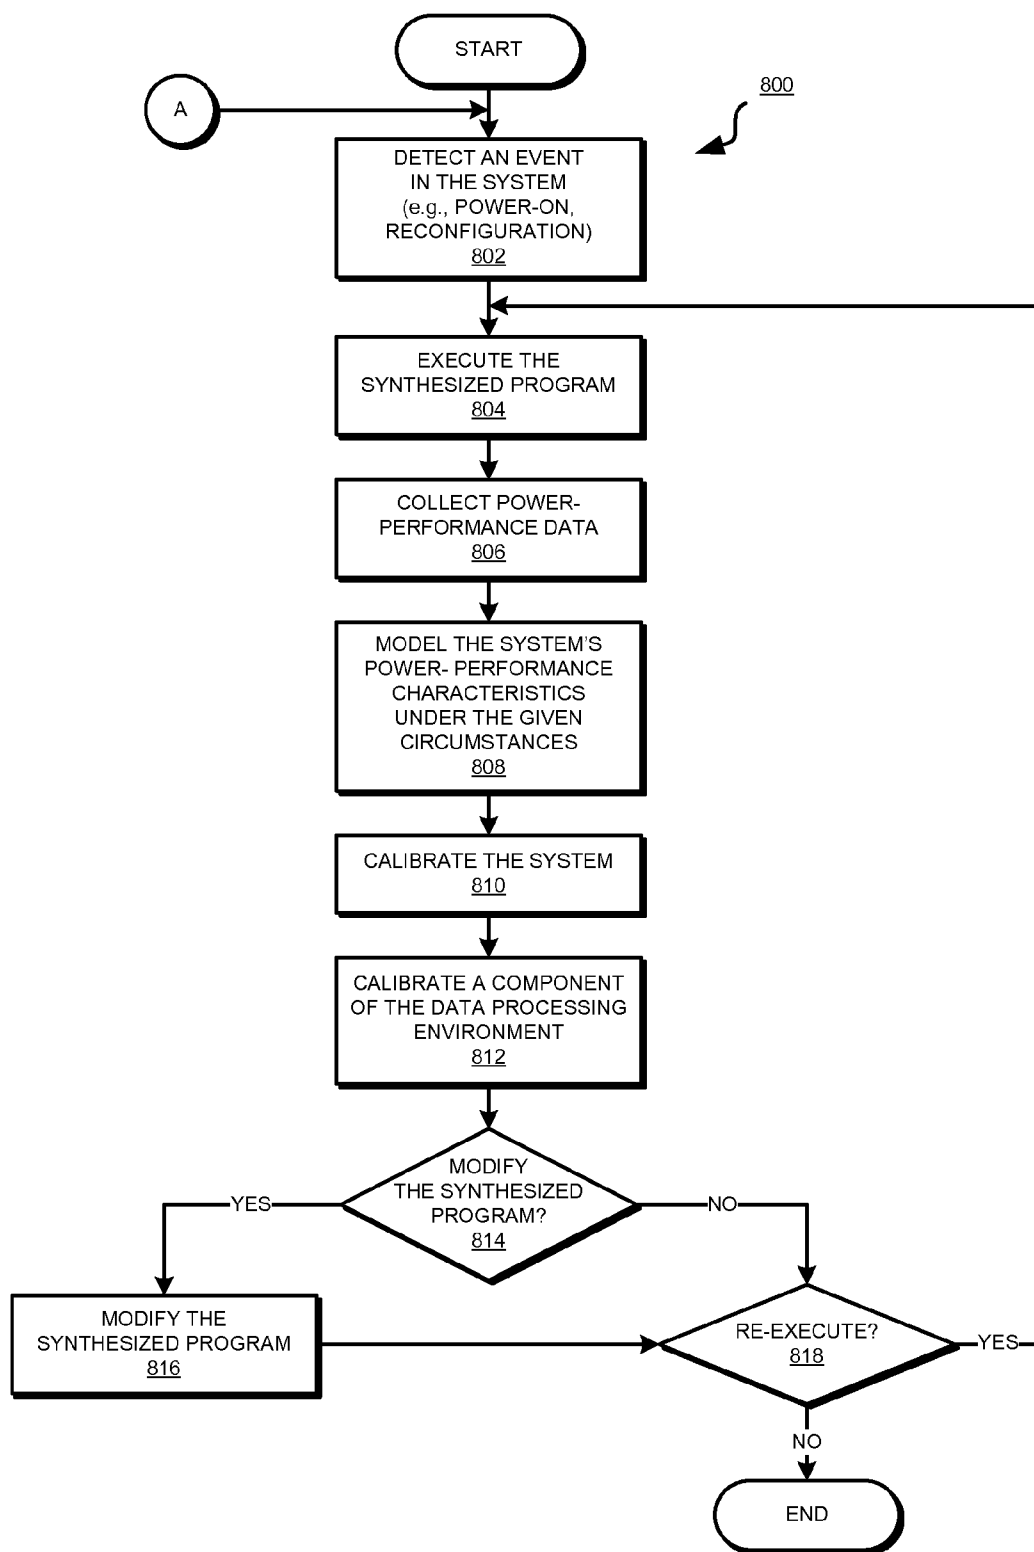 START
A
800
DETECT AN EVENT
IN THE SYSTEM
(e.g., POWER-ON,
RECONFIGURATION)
802
EXECUTE THE
SYNTHESIZED PROGRAM
804
COLLECT POWER-
PERFORMANCE DATA
806
MODEL THE SYSTEM'S
POWER- PERFORMANCE
CHARACTERISTICS
UNDER THE GIVEN
CIRCUMSTANCES
808
CALIBRATE THE SYSTEM
810
CALIBRATE A COMPONENT
OF THE DATA PROCESSING
ENVIRONMENT
812
MODIFY
THE SYNTHESIZED
PROGRAM?
814
YES
NO
MODIFY THE
SYNTHESIZED PROGRAM
816
RE-EXECUTE?
818
YES
NO
END